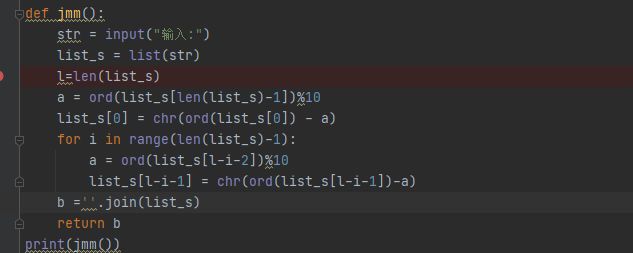 def jmm():
    str = input("输入:")
    list_s = list(str)
    l=len(list_s)
    a = ord(list_s[len(list_s)-1])%10
    list_s[0] = chr(ord(list_s[0]) - a)
    for i in range(len(list_s)-1):
        a = ord(list_s[l-i-2])%10
        list_s[l-i-1] = chr(ord(list_s[l-i-1])-a)
    b =''.join(list_s)
    return b
print(jmm())